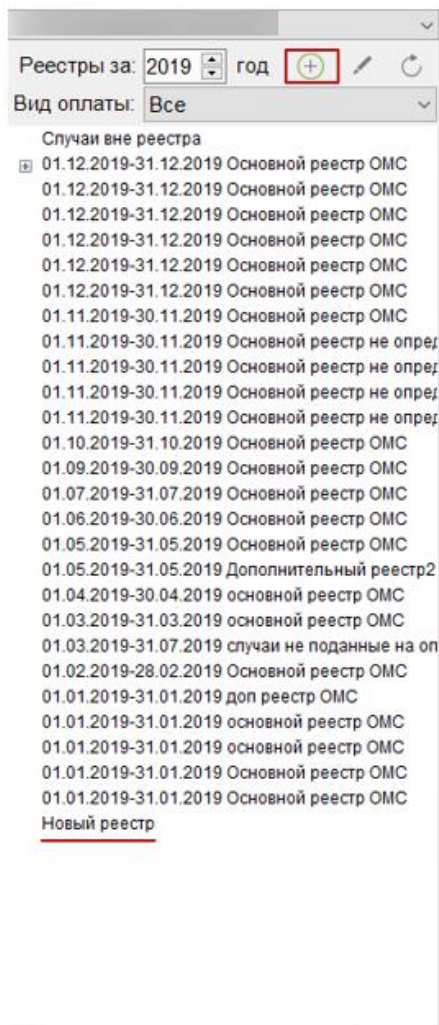 Реестры за: 2019 год
Вид оплаты: Все
Случаи вне реестра
01.12.2019-31.12.2019 Основной реестр ОМС
01.12.2019-31.12.2019 Основной реестр ОМС
01.12.2019-31.12.2019 Основной реестр ОМС
01.12.2019-31.12.2019 Основной реестр ОМС
01.12.2019-31.12.2019 Основной реестр ОМС
01.12.2019-31.12.2019 Основной реестр ОМС
01.11.2019-30.11.2019 Основной реестр ОМС
01.11.2019-30.11.2019 Основной реестр не опред
01.11.2019-30.11.2019 Основной реестр не опред
01.11.2019-30.11.2019 Основной реестр не опред
01.11.2019-30.11.2019 Основной реестр не опред
01.10.2019-31.10.2019 Основной реестр ОМС
01.09.2019-30.09.2019 Основной реестр ОМС
01.07.2019-31.07.2019 Основной реестр ОМС
01.06.2019-30.06.2019 Основной реестр ОМС
01.05.2019-31.05.2019 Основной реестр ОМС
01.05.2019-31.05.2019 Дополнительный реестр2
01.04.2019-30.04.2019 основной реестр ОМС
01.03.2019-31.03.2019 основной реестр ОМС
01.03.2019-31.07.2019 случаи не поданные на оп
01.02.2019-28.02.2019 Основной реестр ОМС
01.01.2019-31.01.2019 доп реестр ОМС
01.01.2019-31.01.2019 основной реестр ОМС
01.01.2019-31.01.2019 основной реестр ОМС
01.01.2019-31.01.2019 Основной реестр ОМС
01.01.2019-31.01.2019 Основной реестр ОМС
Новый реестр